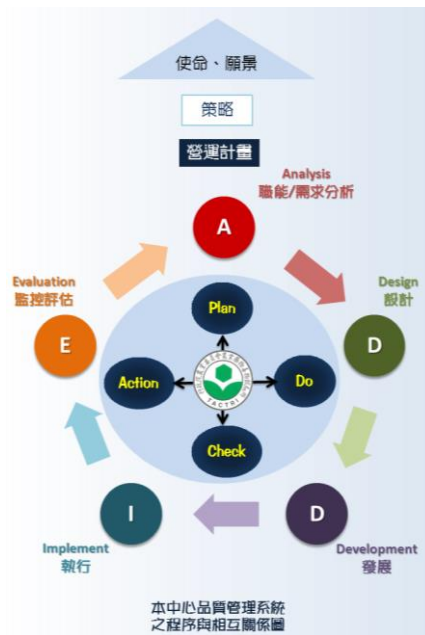 使命、願景
策略
營運計畫
Analysis
職能/需求分析
A
Evaluation
監控評估
Design
設計
Plan
E
D
Action
Do
TACTRI
Check
I
D
Implement
執行
Development
發展
本中心品質管理系統
之程序與相互關係圖